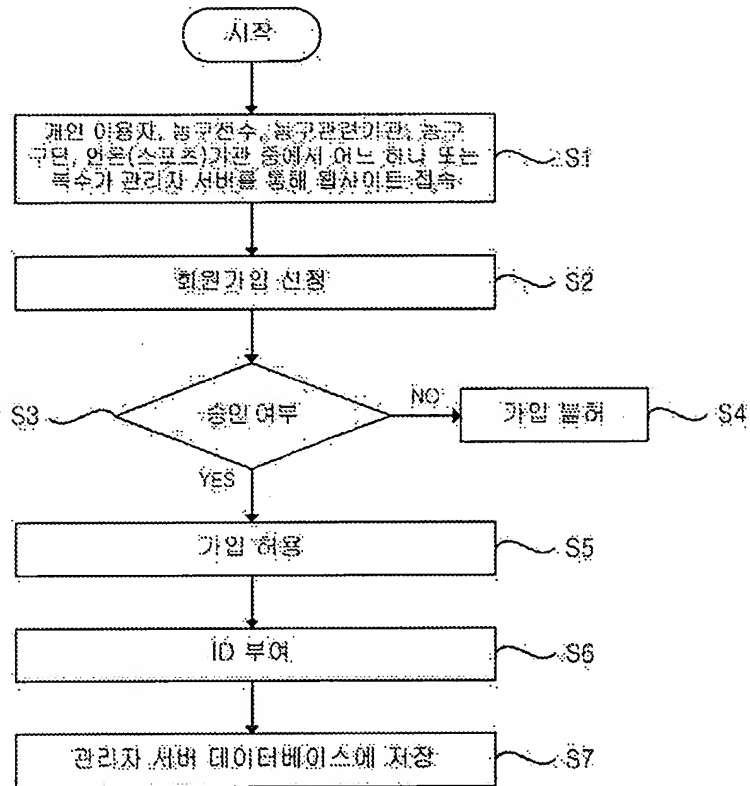 시작
개인 이용자, 농구선수, 농구관련기관, 농구
구단, 언론(스포츠)기관 중에서 어느 하나 또는
복수가 관리자 서버를 통해 웹사이트 접속
S1
회원가입 신청
S2
승인 여부
S3
NO
가입 불허
S4
YES
가입 허용
S5
ID 부여
S6
관리자 서버 데이터베이스에 저장
S7